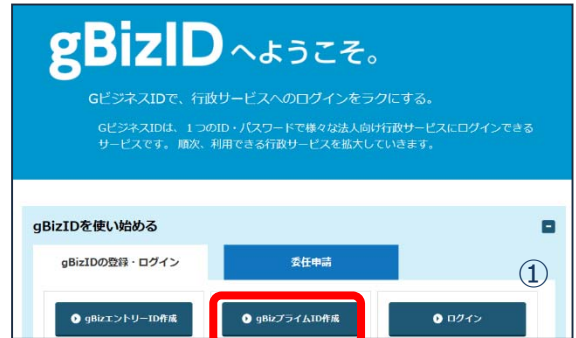 gBizIDへようこそ。
GビジネスIDで、行政サービスへのログインをラクにする。
GビジネスIDは、1つのID・パスワードで様々な法人向け行政サービスにログインできる
サービスです。順次、利用できる行政サービスを拡大していきます。
gBizIDを使い始める
gBizIDの登録・ログイン
委任申請
①
gBizエントリーID作成
gBizプライムID作成
ログイン